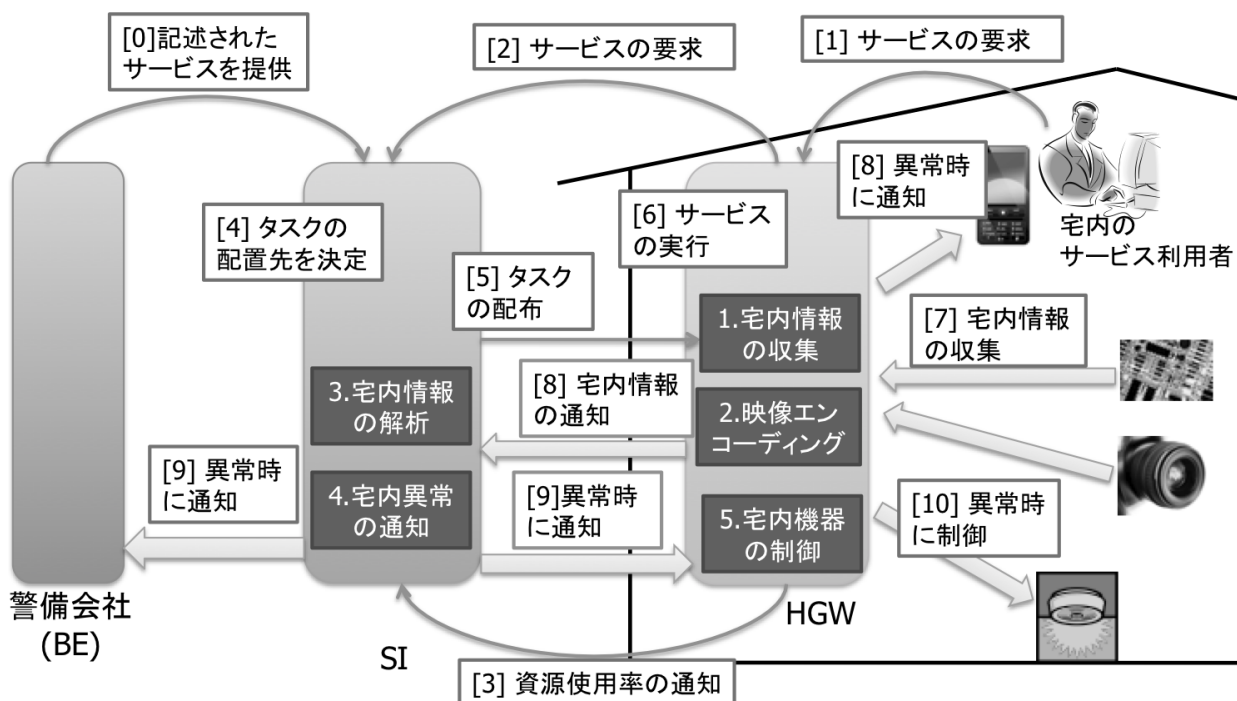 [0]記述された
サービスを提供
[2] サービスの要求
[1] サービスの要求
[8] 異常時
に通知
[4] タスクの
配置先を決定
[6] サービス
の実行
宅内の
サービス利用者
[5] タスク
の配布
1.宅内情報
の収集
[7] 宅内情報
の収集
3.宅内情報
の解析
[8] 宅内情報
の通知
2.映像エン
コーディング
[9] 異常時
に通知
4.宅内異常
の通知
[9]異常時
に通知
5.宅内機器
の制御
[10] 異常時
に制御
警備会社
(BE)
SI
HGW
[3] 資源使用率の通知